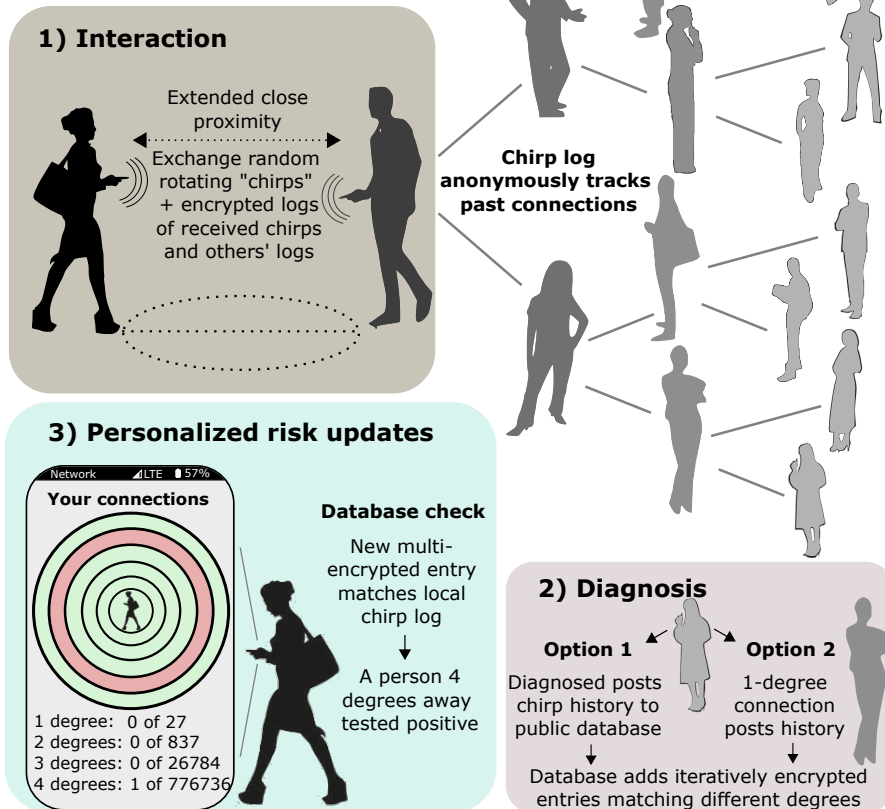 1) Interaction
Extended close
proximity
Exchange random
rotating "chirps"
+ encrypted logs
of received chirps
and others' logs
Chirp log
anonymously tracks
past connections
3) Personalized risk updates
Network LTE 57%
Your connections
1 degree: 0 of 27
2 degrees: 0 of 837
3 degrees: 0 of 26784
4 degrees: 1 of 776736
Database check
New multi-
encrypted entry
matches local
chirp log
A person 4
degrees away
tested positive
2) Diagnosis
Option 1
Diagnosed posts
chirp history to
public database
Option 2
1-degree
connection
posts history
Database adds iteratively encrypted
entries matching different degrees